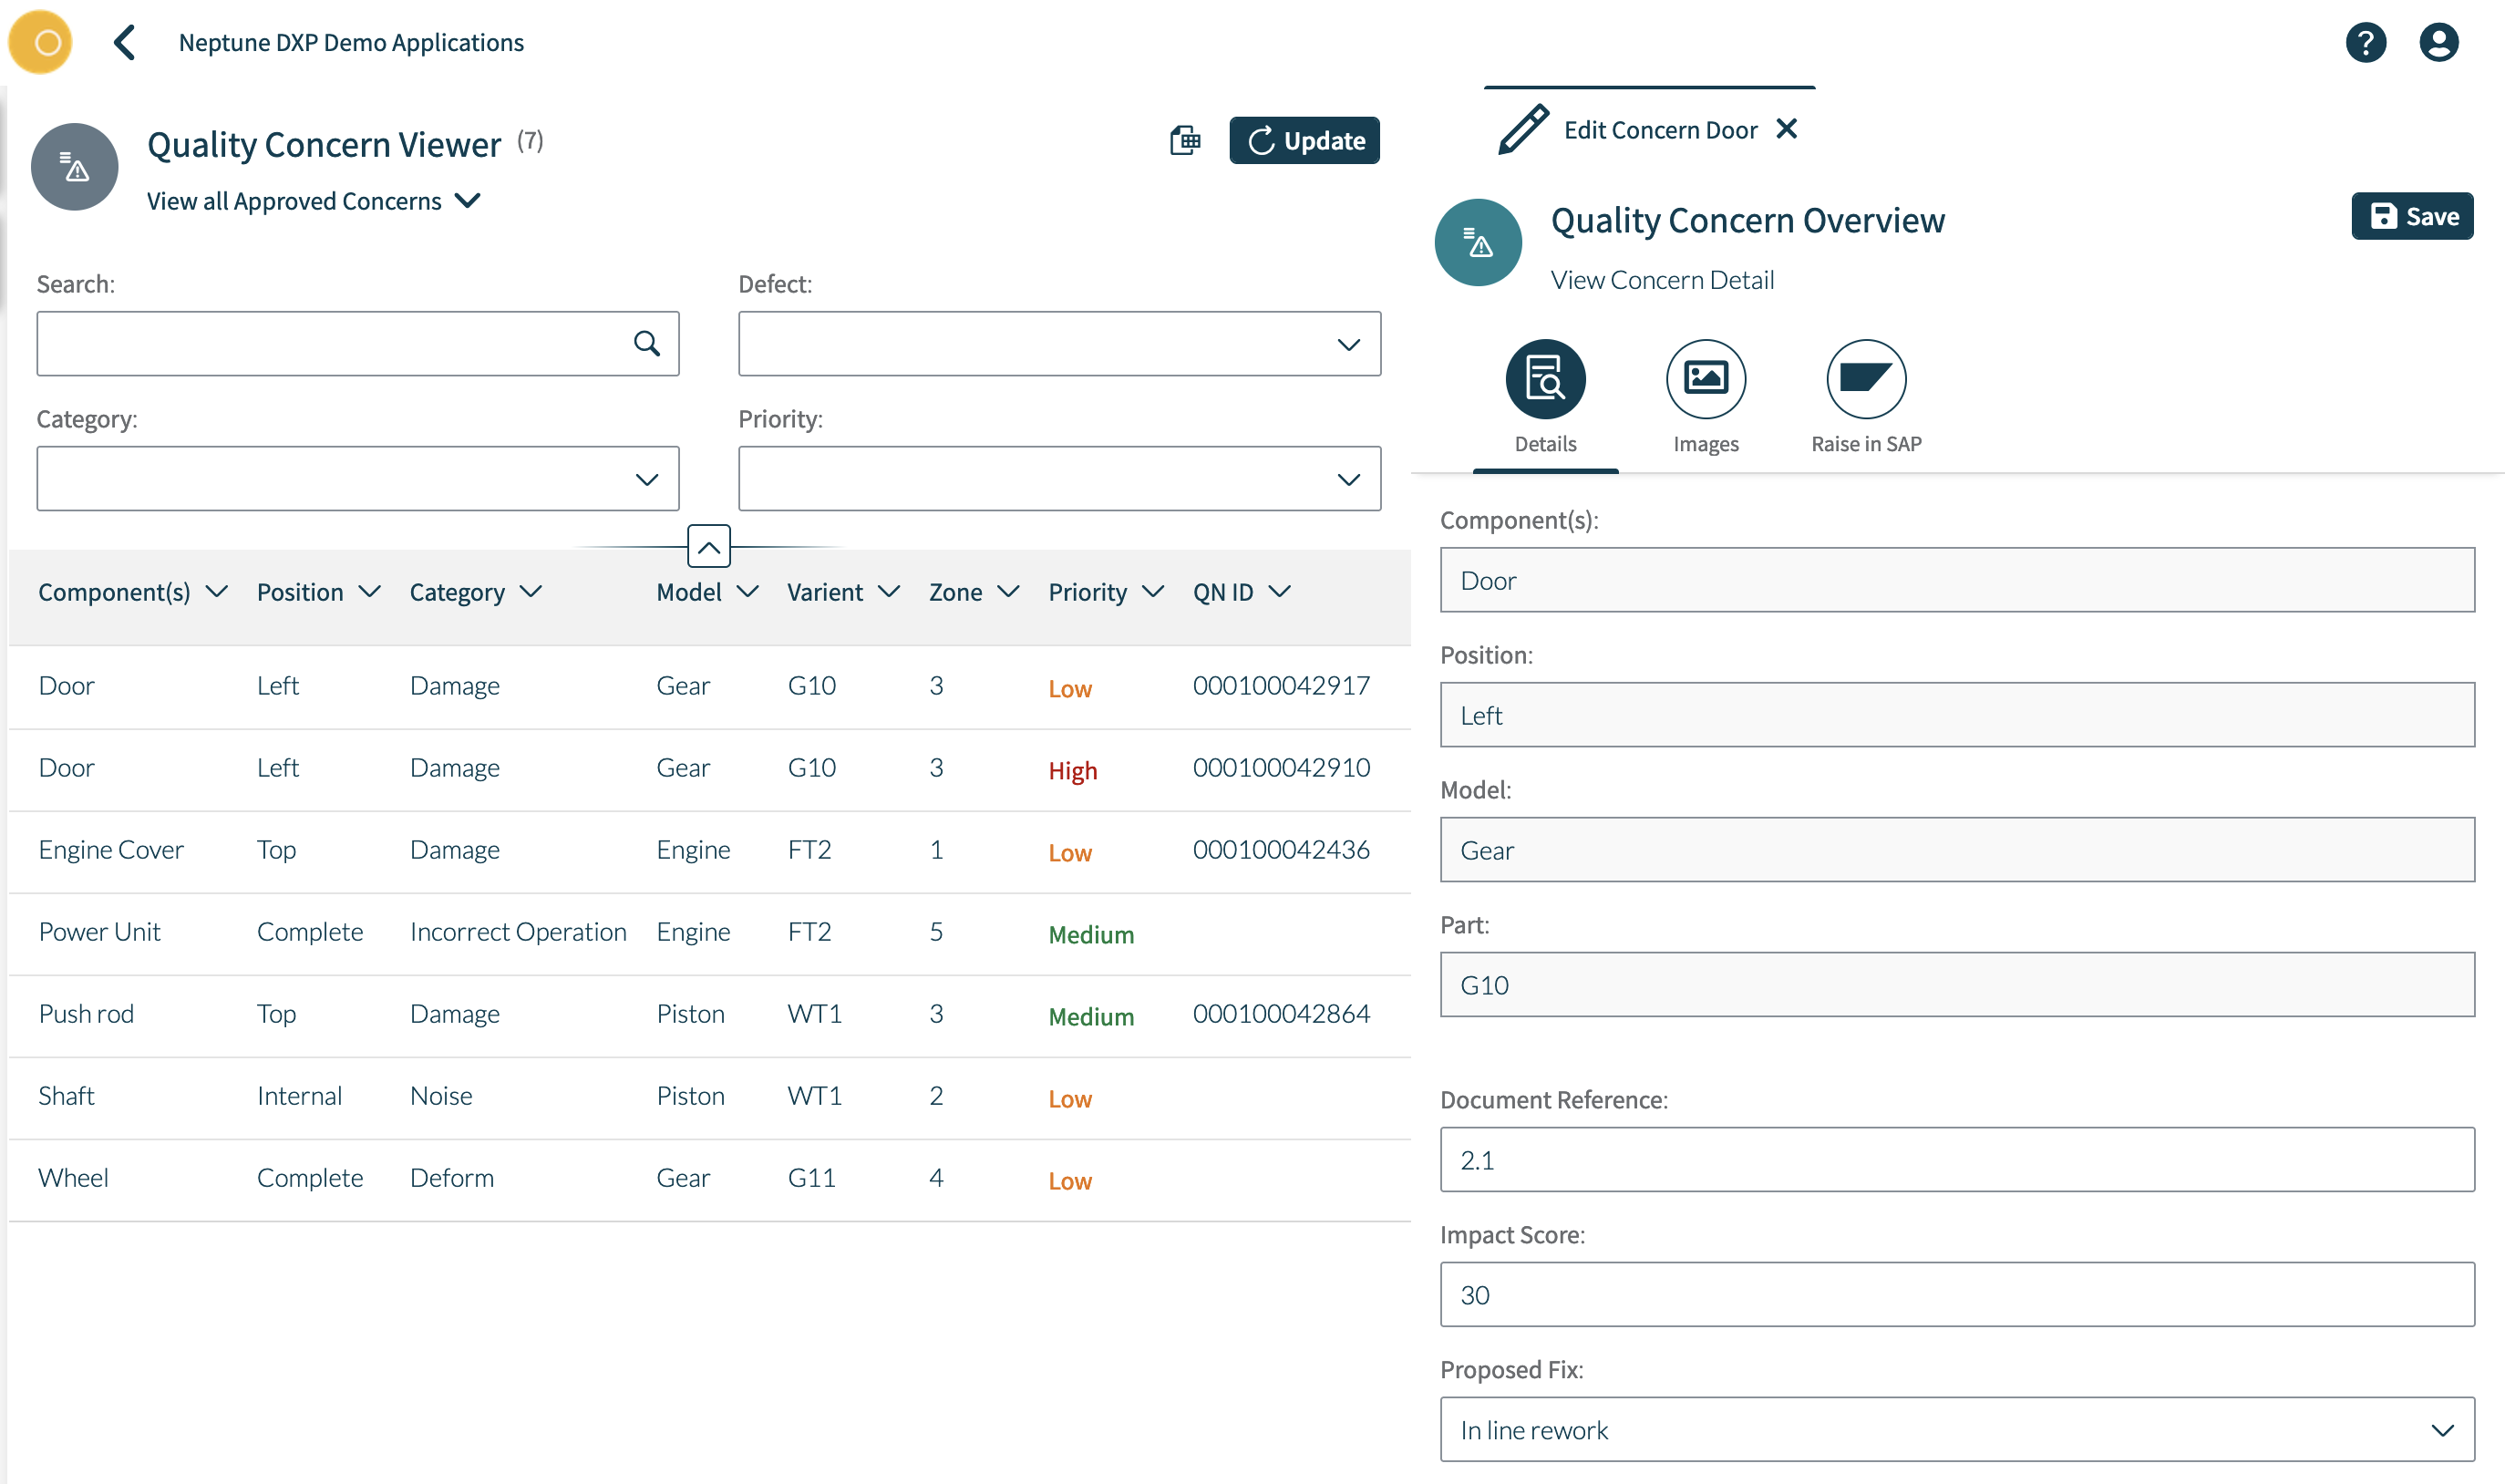 Neptune DXP Demo Applications
?
Quality Concern Viewer (7)
Update
View all Approved Concerns
Search:
Defect:
Category:
Priority:
Component(s) Position Category Model Varient Zone Priority QN ID
Door Left Damage Gear G10 3 Low 000100042917
Door Left Damage Gear G10 3 High 000100042910
Engine Cover Top Damage Engine FT2 1 Low 000100042436
Power Unit Complete Incorrect Operation Engine FT2 5 Medium
Push rod Top Damage Piston WT1 3 Medium 000100042864
Shaft Internal Noise Piston WT1 2 Low
Wheel Complete Deform Gear G11 4 Low
Edit Concern Door
Quality Concern Overview
Save
View Concern Detail
Details Images Raise in SAP
Component(s):
Door
Position:
Left
Model:
Gear
Part:
G10
Document Reference:
2.1
Impact Score:
30
Proposed Fix:
In line rework